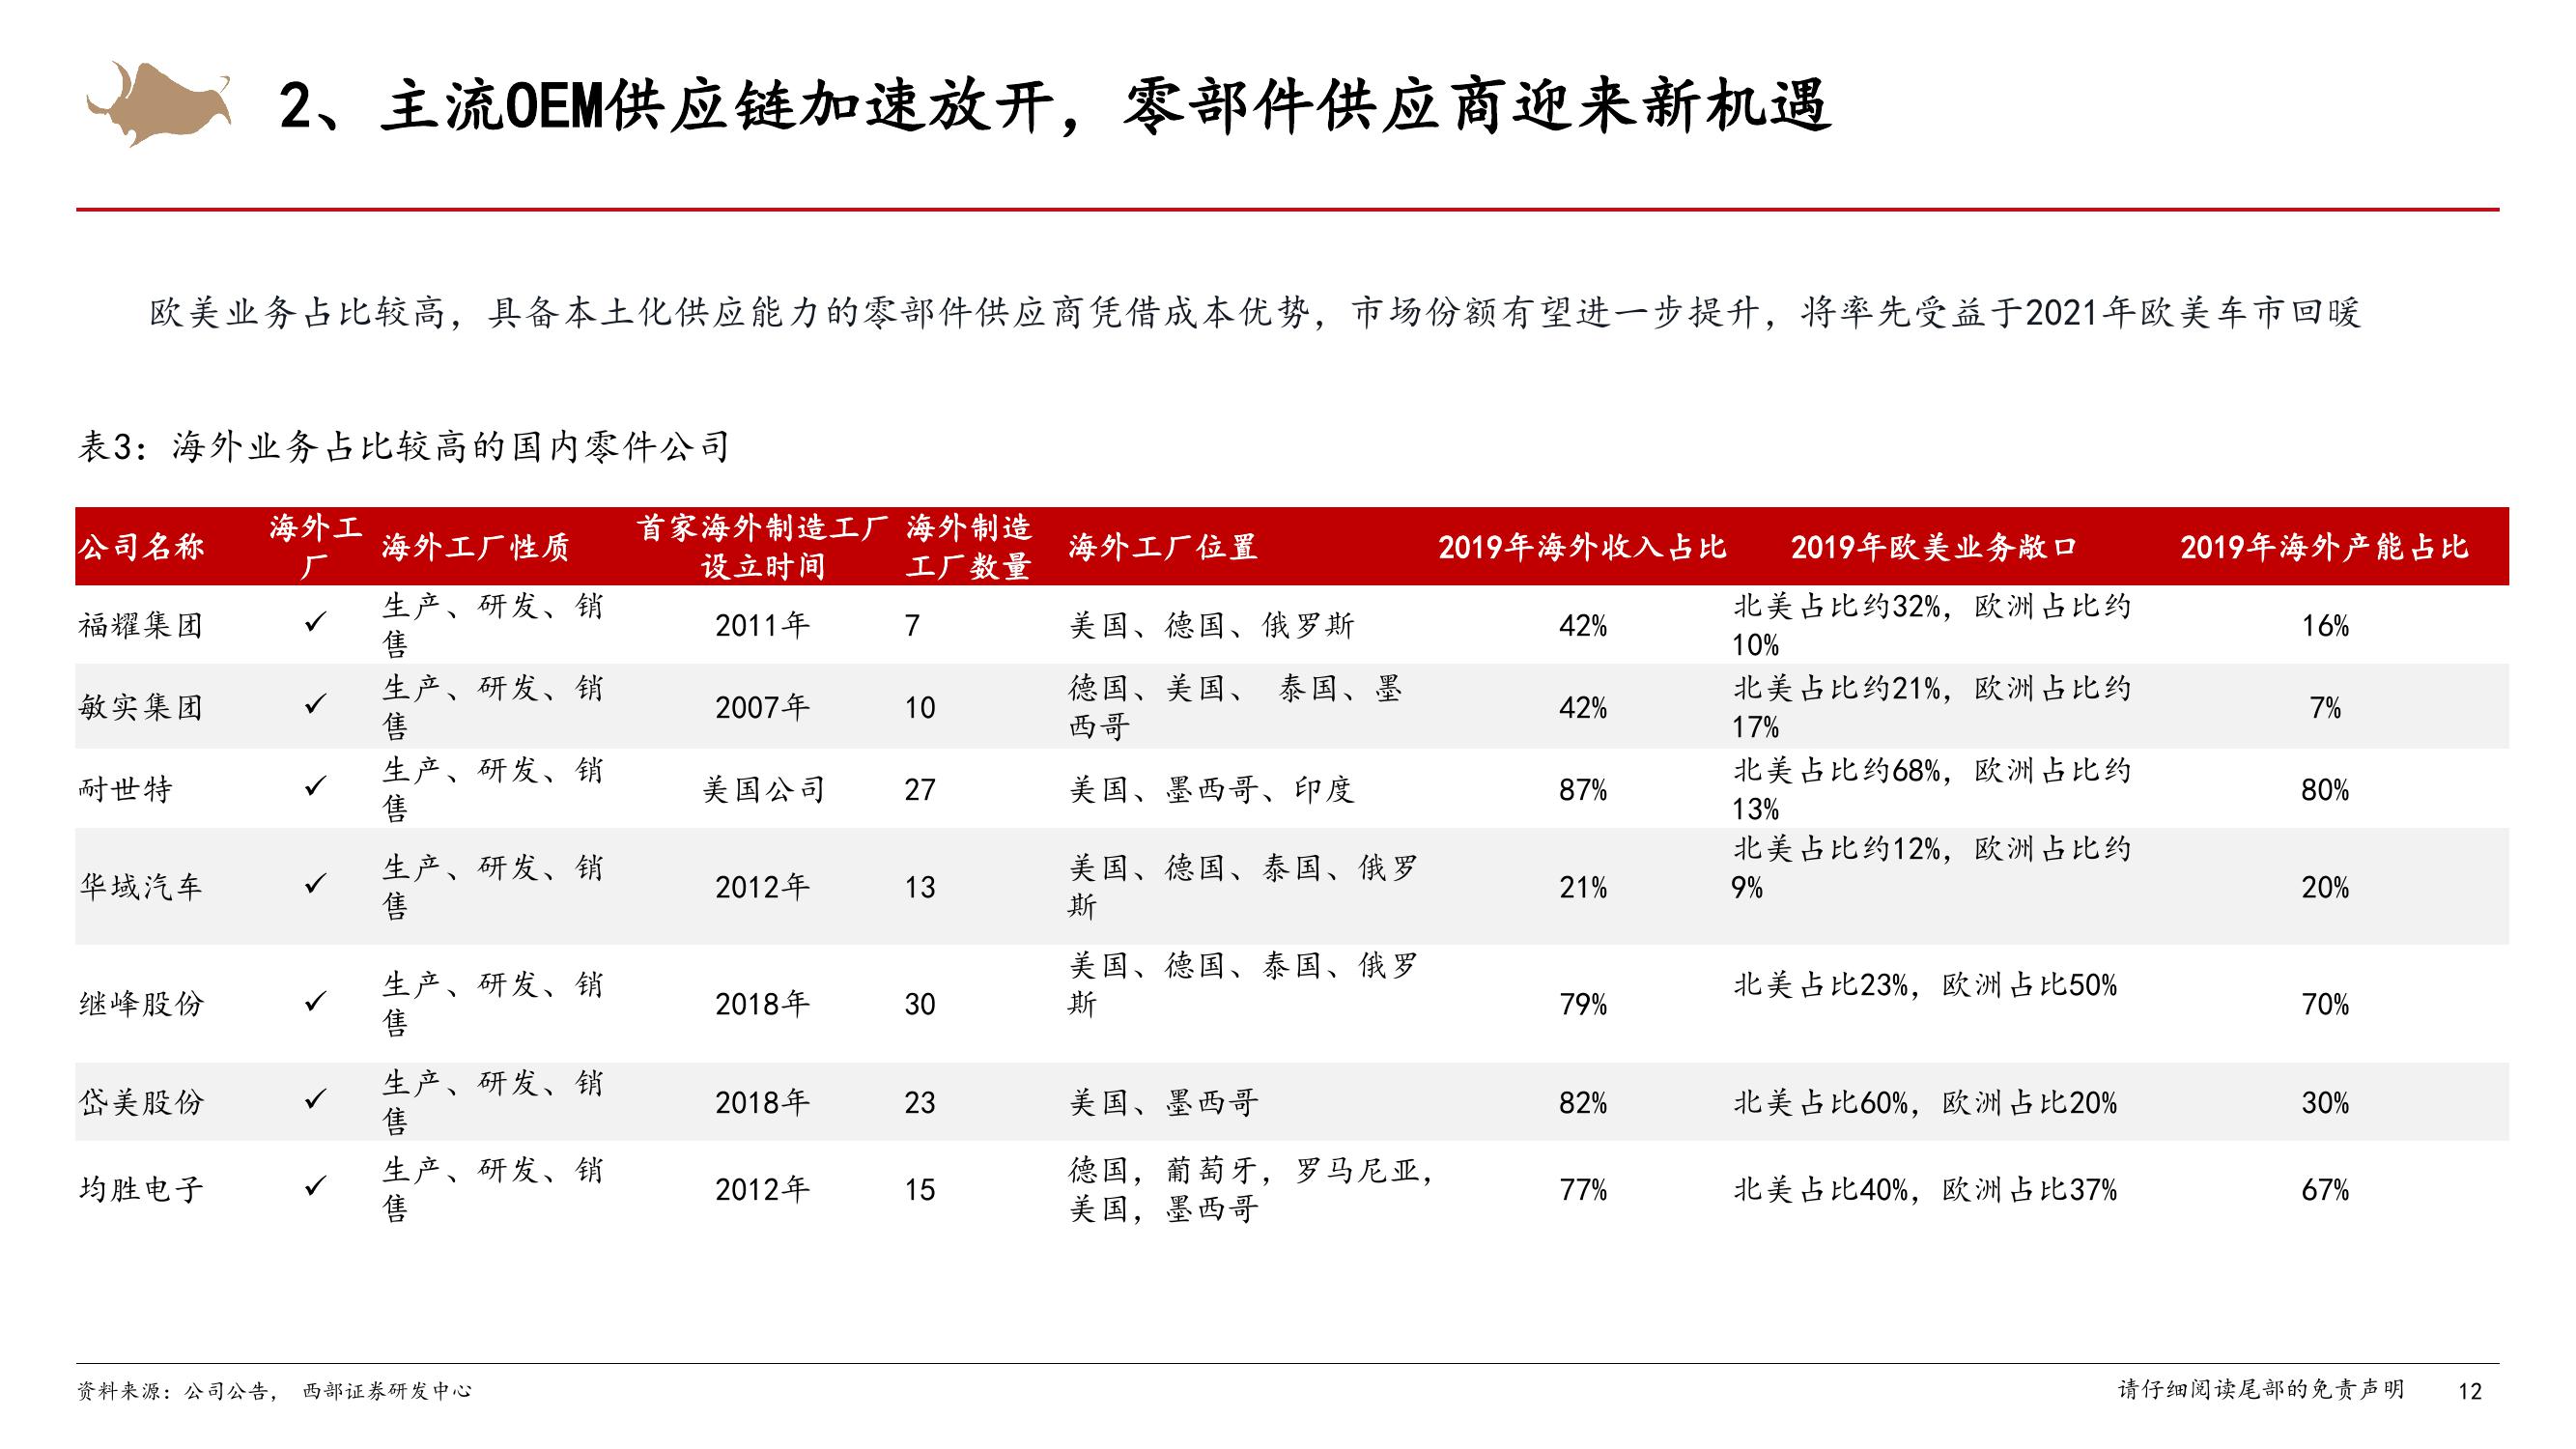 2、主流OEM供应链加速放开，零部件供应商迎来新机遇
欧美业务占比较高，具备本土化供应能力的零部件供应商凭借成本优势，市场份额有望进一步提升，将率先受益于2021年欧美车市回暖
表3：海外业务占比较高的国内零件公司
公司名称 海外工厂 海外工厂性质 首家海外制造工厂设立时间 海外制造工厂数量 海外工厂位置 2019年海外收入占比 2019年欧美业务敞口 2019年海外产能占比
福耀集团 ✓ 生产、研发、销售 2011年 7 美国、德国、俄罗斯 42% 北美占比约32%，欧洲占比约10% 16%
敏实集团 ✓ 生产、研发、销售 2007年 10 德国、美国、 泰国、墨西哥 42% 北美占比约21%，欧洲占比约17% 7%
耐世特 ✓ 生产、研发、销售 美国公司 27 美国、墨西哥、印度 87% 北美占比约68%，欧洲占比约13% 80%
华域汽车 ✓ 生产、研发、销售 2012年 13 美国、德国、泰国、俄罗斯 21% 北美占比约12%，欧洲占比约9% 20%
继峰股份 ✓ 生产、研发、销售 2018年 30 美国、德国、泰国、俄罗斯 79% 北美占比23%，欧洲占比50% 70%
岱美股份 ✓ 生产、研发、销售 2018年 23 美国、墨西哥 82% 北美占比60%，欧洲占比20% 30%
均胜电子 ✓ 生产、研发、销售 2012年 15 德国，葡萄牙，罗马尼亚，美国，墨西哥 77% 北美占比40%，欧洲占比37% 67%
资料来源：公司公告， 西部证券研发中心
请仔细阅读尾部的免责声明 12